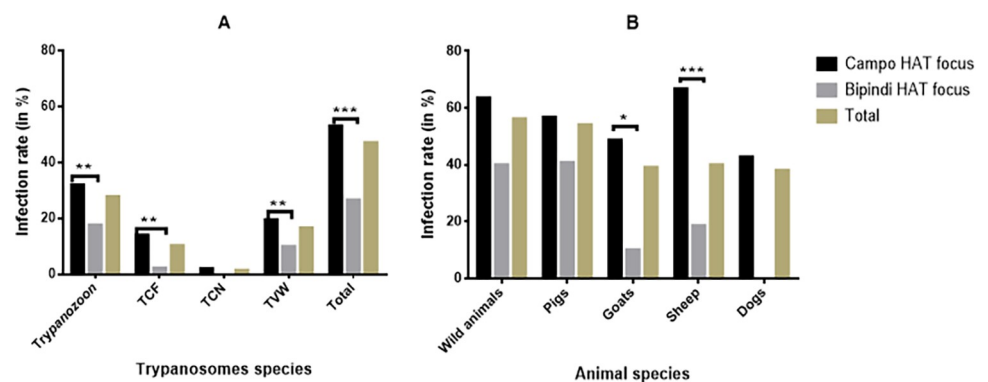 A
B
80
60
40
20
0
Infection rate (in %)
**
**
**
***
Trypanozoon
TCF
TCN
TVW
Total
Trypanosomes species
80
60
40
20
0
Infection rate (in %)
*
***
Wild animals
Pigs
Goats
Sheep
Dogs
Animal species
Campo HAT focus
Bipindi HAT focus
Total